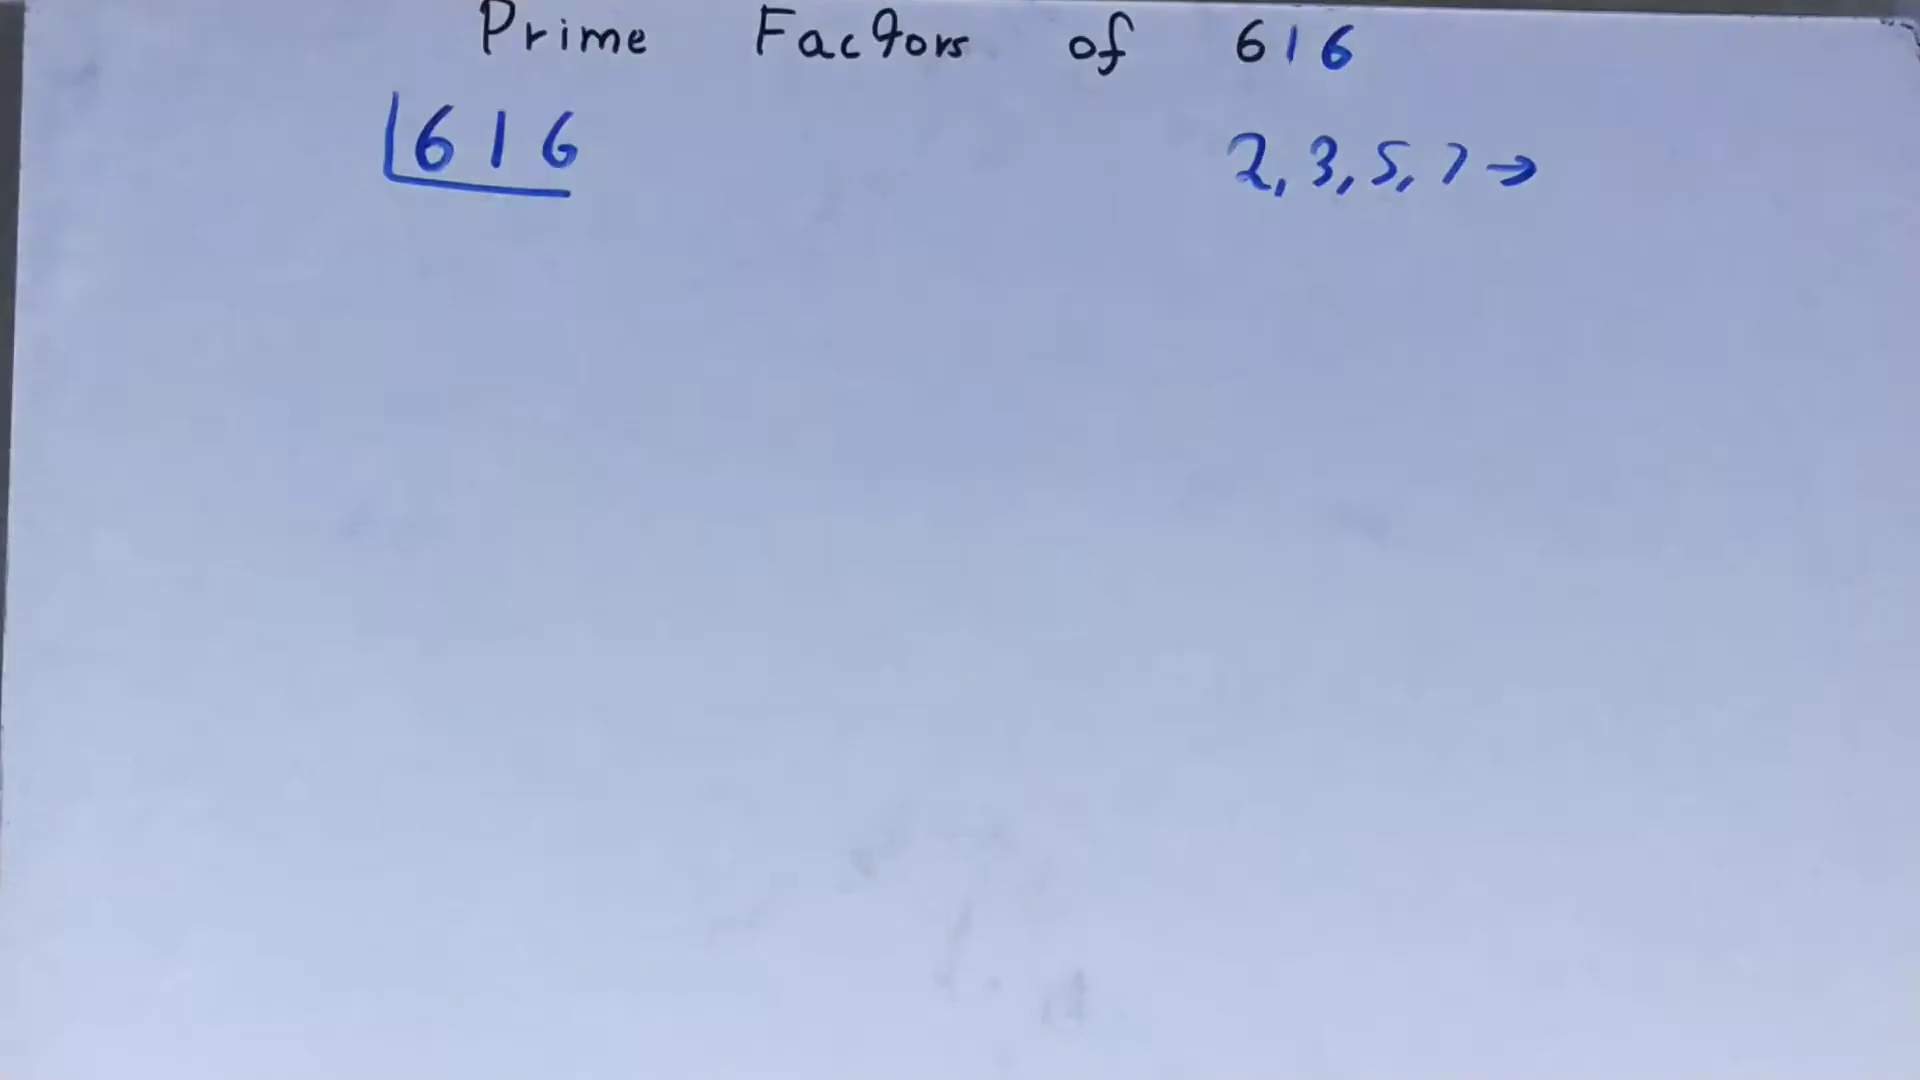 Prime Factors of 616
616
2, 3, 5, 7 →